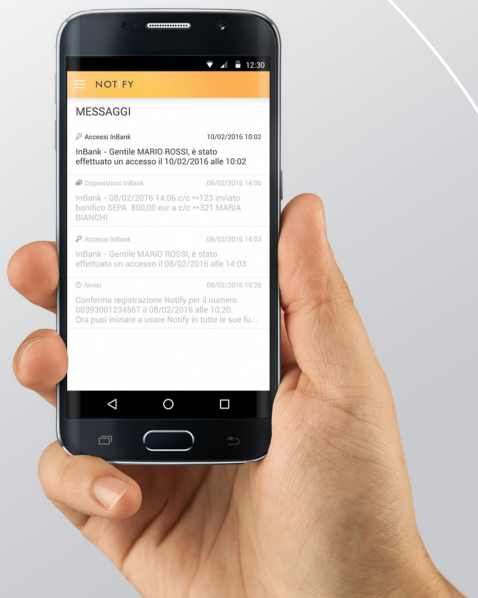 12:30
NOTIFY
MESSAGGI
Accessi InBank 10/02/2016 10:02
InBank - Gentile MARIO ROSSI, è stato
effettuato un accesso il 10/02/2016 alle 10:02
Disposizioni InBank 08/02/2016 14:06
InBank - 08/02/2016 14:06 c/c **123 inviato
bonifico SEPA 800,00 eur a c/c **321 MARIA
BIANCHI
Accessi InBank 08/02/2016 14:03
InBank - Gentile MARIO ROSSI, è stato
effettuato un accesso il 08/02/2016 alle 14:03
Avvisi 08/02/2016 10:20
Conferma registrazione Notify per il numero
00393001234567 il 08/02/2016 alle 10:20.
Ora puoi iniziare a usare Notify in tutte le sue fu...